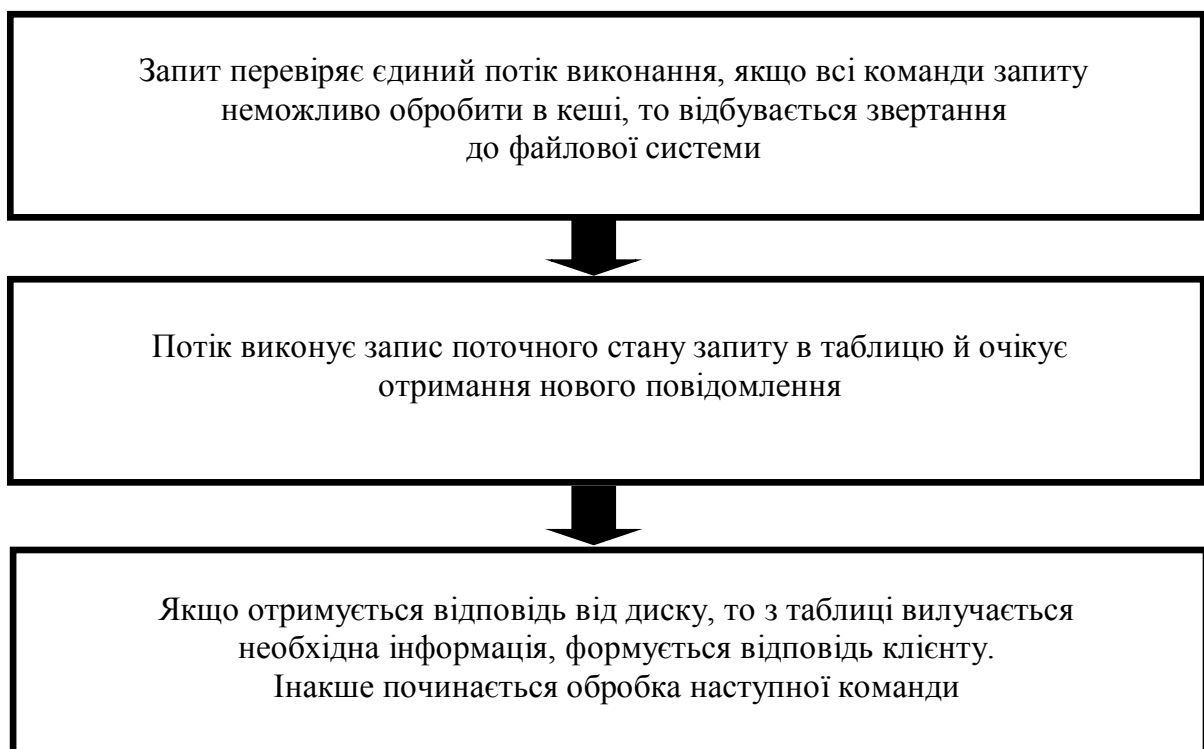 Запит перевіряє єдиний потік виконання, якщо всі команди запиту
неможливо обробити в кеші, то відбувається звертання
до файлової системи
Потік виконує запис поточного стану запиту в таблицю й очікує
отримання нового повідомлення
Якщо отримується відповідь від диску, то з таблиці вилучається
необхідна інформація, формується відповідь клієнту.
Інакше починається обробка наступної команди